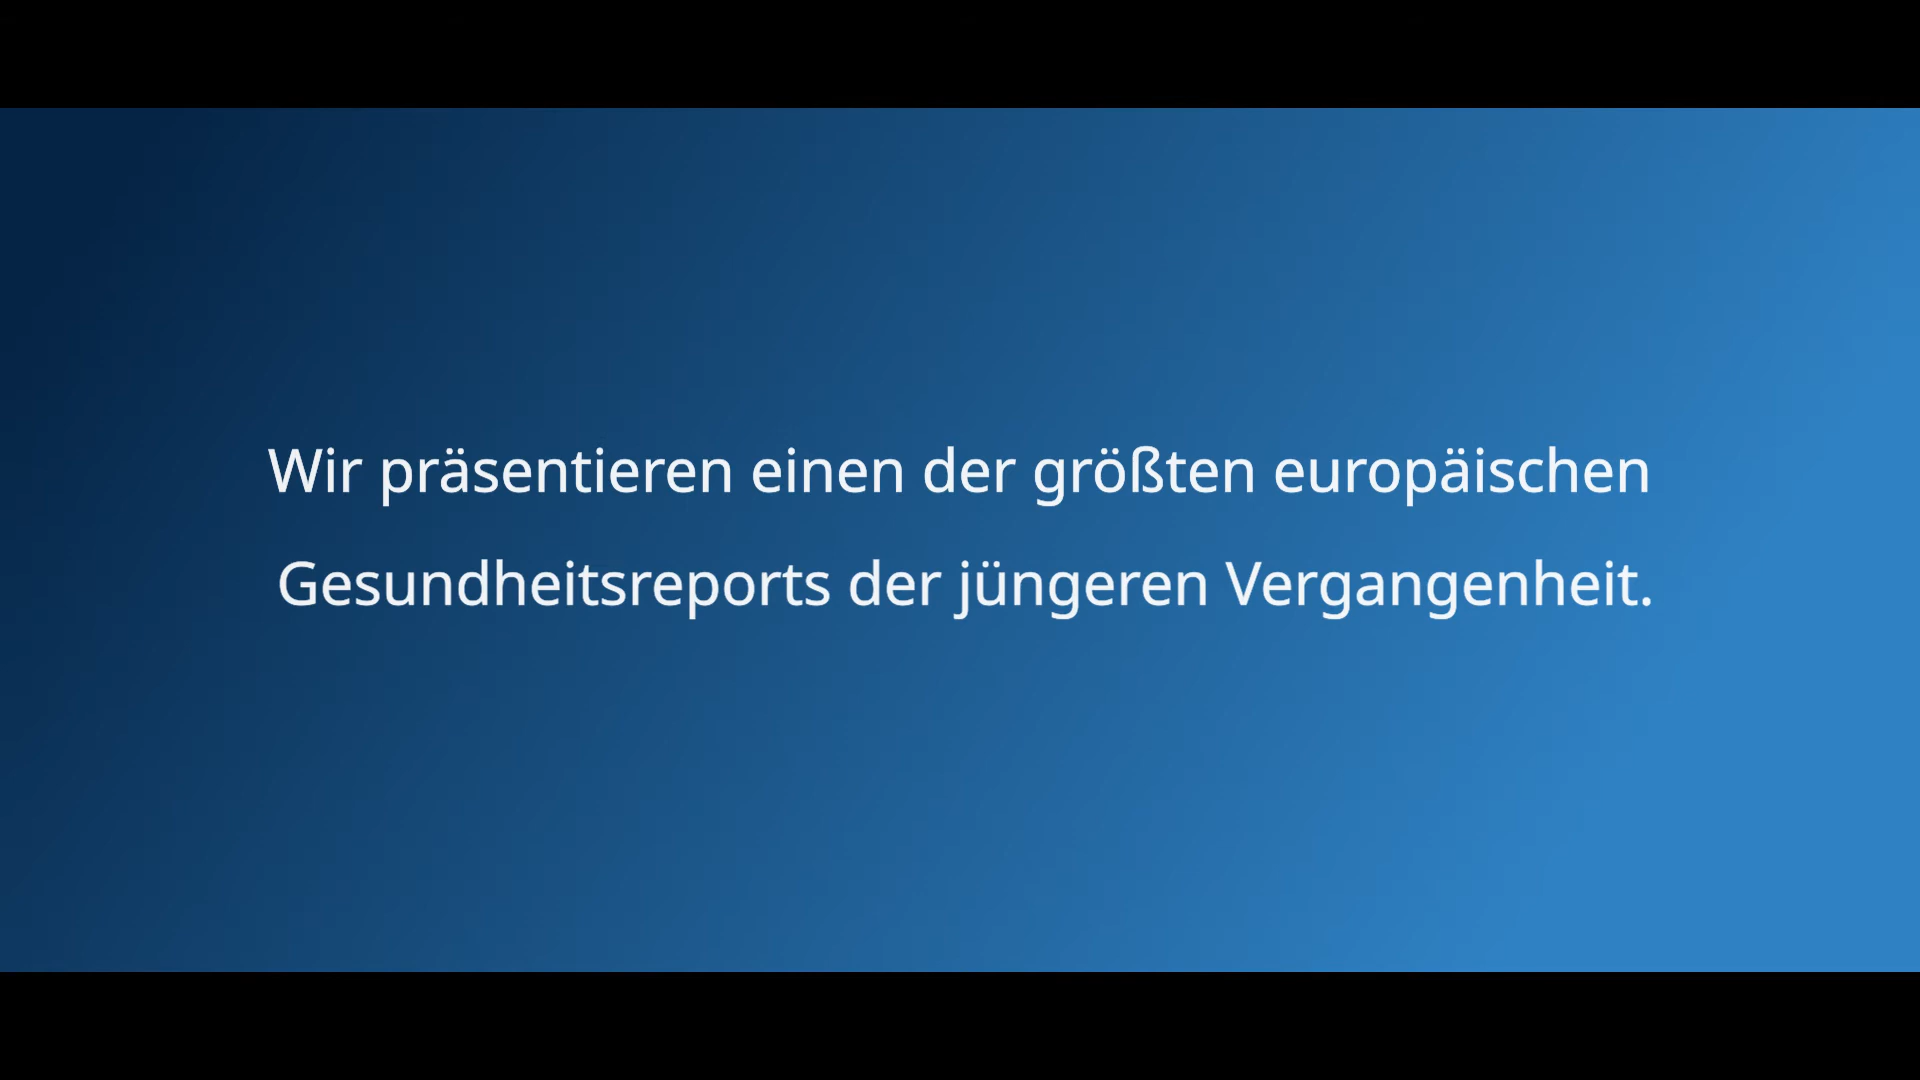 Wir präsentieren einen der größten europäischen
Gesundheitsreports der jüngeren Vergangenheit.